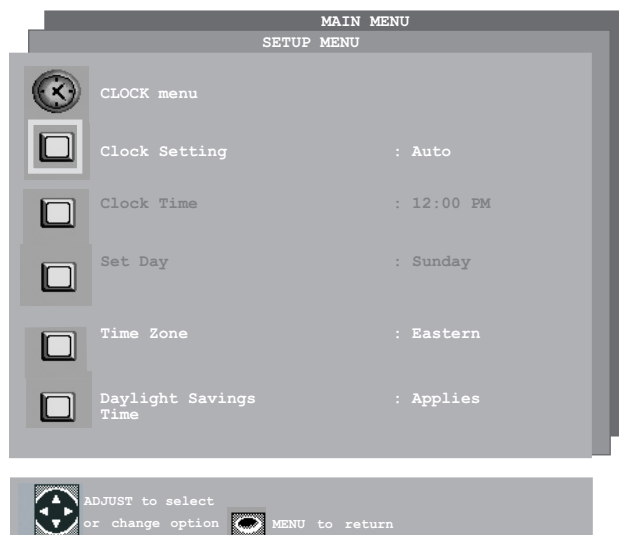 MAIN MENU
SETUP MENU
CLOCK menu
Clock Setting : Auto
Clock Time : 12:00 PM
Set Day : Sunday
Time Zone : Eastern
Daylight Savings : Applies
Time
ADJUST to select
or change option MENU to return